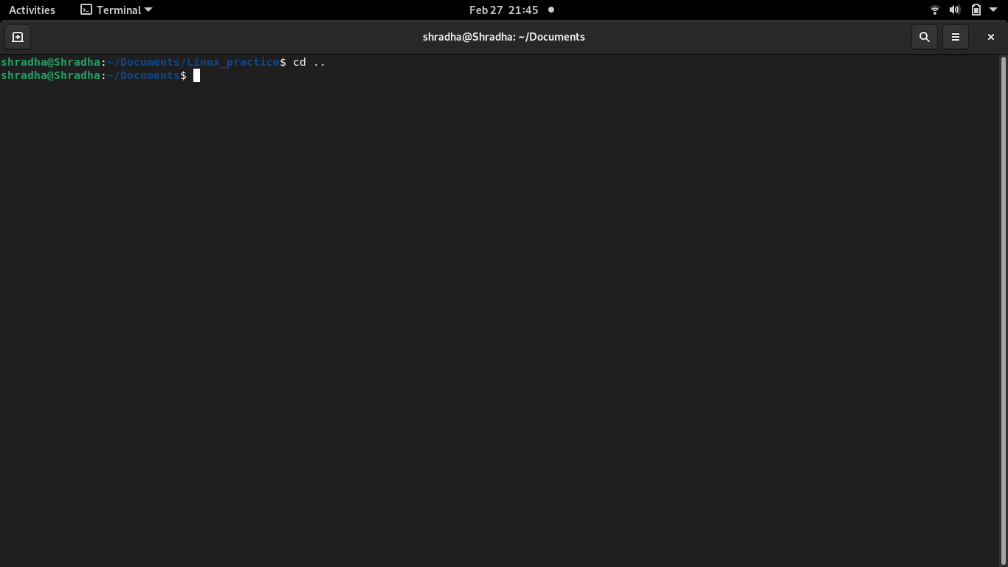 Activities Terminal Feb 27 21:45
shradha@Shradha: ~/Documents
shradha@Shradha:~/Documents/Linux_practice$ cd ..
shradha@Shradha:~/Documents$